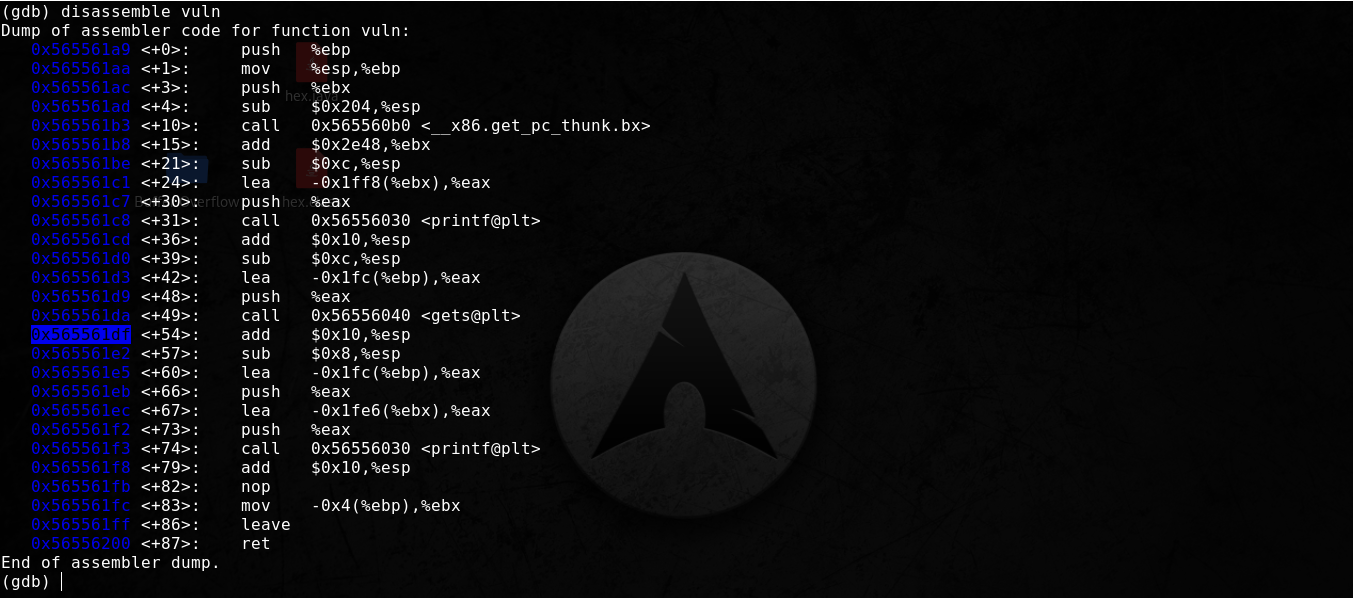 (gdb) disassemble vuln
Dump of assembler code for function vuln:
   0x565561a9 <+0>:	push   %ebp
   0x565561aa <+1>:	mov    %esp,%ebp
   0x565561ac <+3>:	push   %ebx
   0x565561ad <+4>:	sub    $0x204,%esp
   0x565561b3 <+10>:	call   0x565560b0 <__x86.get_pc_thunk.bx>
   0x565561b8 <+15>:	add    $0x2e48,%ebx
   0x565561be <+21>:	sub    $0xc,%esp
   0x565561c1 <+24>:	lea    -0x1ff8(%ebx),%eax
   0x565561c7 <+30>:	push   %eax
   0x565561c8 <+31>:	call   0x56556030 <printf@plt>
   0x565561cd <+36>:	add    $0x10,%esp
   0x565561d0 <+39>:	sub    $0xc,%esp
   0x565561d3 <+42>:	lea    -0x1fc(%ebp),%eax
   0x565561d9 <+48>:	push   %eax
   0x565561da <+49>:	call   0x56556040 <gets@plt>
   0x565561df <+54>:	add    $0x10,%esp
   0x565561e2 <+57>:	sub    $0x8,%esp
   0x565561e5 <+60>:	lea    -0x1fc(%ebp),%eax
   0x565561eb <+66>:	push   %eax
   0x565561ec <+67>:	lea    -0x1fe6(%ebx),%eax
   0x565561f2 <+73>:	push   %eax
   0x565561f3 <+74>:	call   0x56556030 <printf@plt>
   0x565561f8 <+79>:	add    $0x10,%esp
   0x565561fb <+82>:	nop
   0x565561fc <+83>:	mov    -0x4(%ebp),%ebx
   0x565561ff <+86>:	leave
   0x56556200 <+87>:	ret
End of assembler dump.
(gdb)